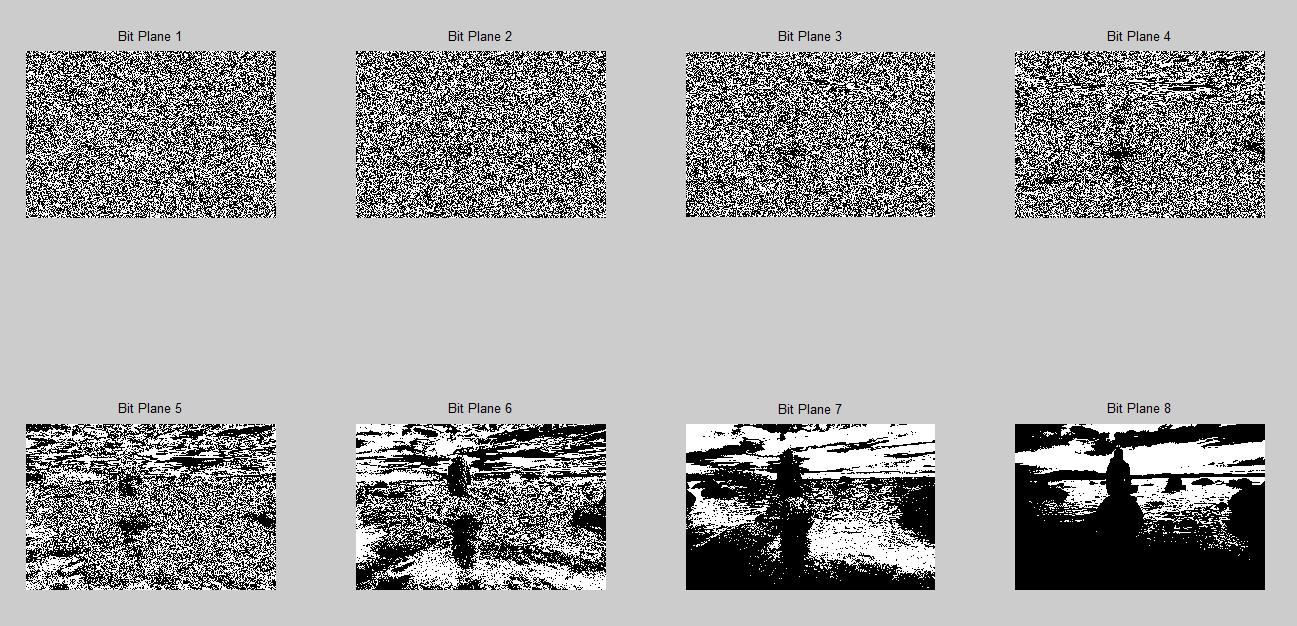 Bit Plane 1
Bit Plane 2
Bit Plane 3
Bit Plane 4
Bit Plane 5
Bit Plane 6
Bit Plane 7
Bit Plane 8